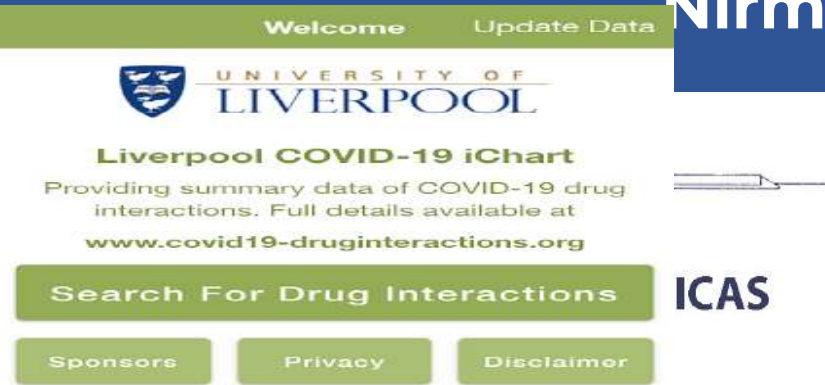 Nirm
Welcome Update Data
UNIVERSITY OF
LIVERPOOL
Liverpool COVID-19 iChart
Providing summary data of COVID-19 drug
interactions. Full details available at
www.covid19-druginteractions.org
Search For Drug Interactions
ICAS
Sponsors Privacy Disclaimer